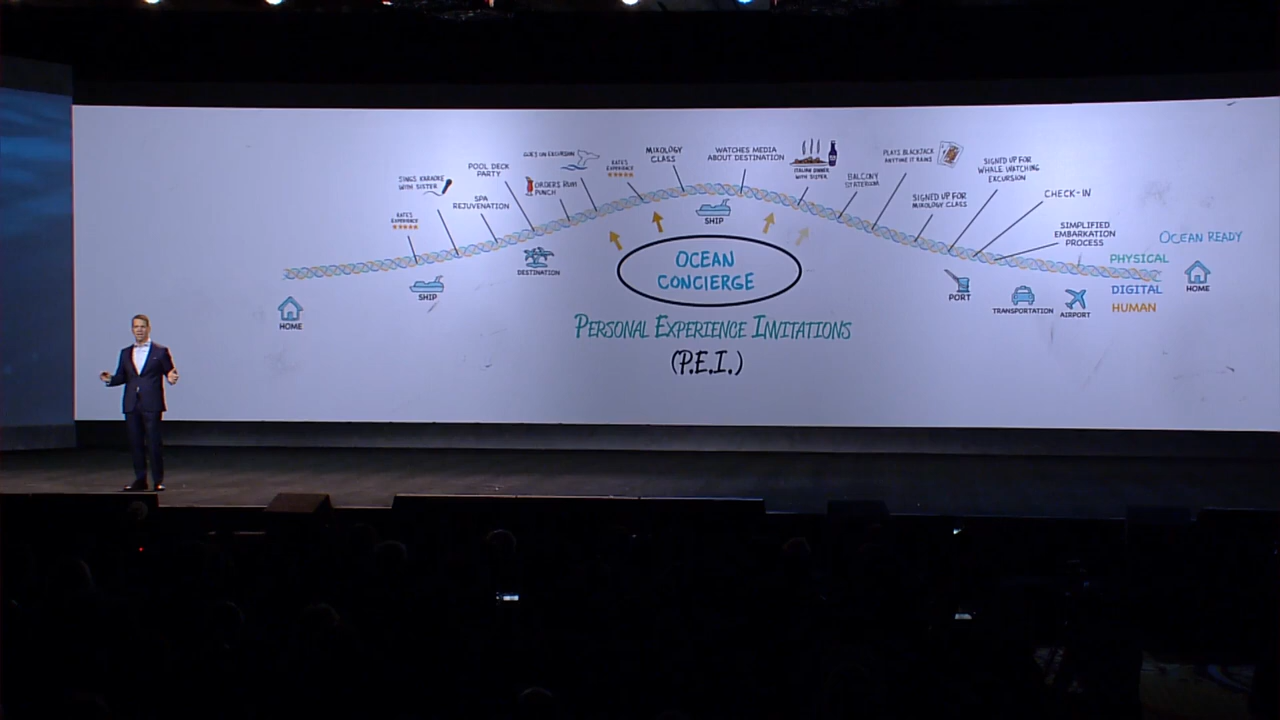 RATES
EXPERIENCE
SINGS KARAOKE
WITH SISTER
SPA
REJUVENATION
POOL DECK
PARTY
ORDERS RUM
PUNCH
GOES ON EXCURSION
RATES
EXPERIENCE
MIXOLOGY
CLASS
WATCHES MEDIA
ABOUT DESTINATION
ITALIAN DINNER
WITH SISTER
BALCONY
STATEROOM
PLAYS BLACKJACK
ANYTIME IT RAINS
SIGNED UP FOR
MIXOLOGY CLASS
SIGNED UP FOR
WHALE WATCHING
EXCURSION
CHECK-IN
SIMPLIFIED
EMBARKATION
PROCESS
OCEAN READY
PHYSICAL
DIGITAL
HUMAN
HOME
SHIP
DESTINATION
SHIP
PORT
TRANSPORTATION
AIRPORT
HOME
OCEAN
CONCIERGE
PERSONAL EXPERIENCE INVITATIONS
(P.E.I.)